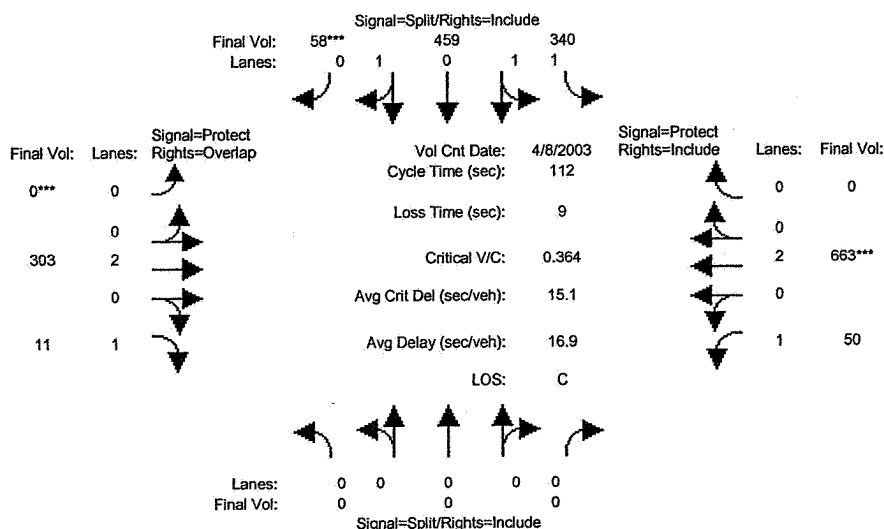 Signal=Split/Rights=Include
Final Vol: 58*** 459 340
Lanes: 0 1 0 1 1
Signal=Protect
Rights=Overlap
Final Vol: Lanes:
0*** 0
0
303 2
0
11 1
Vol Cnt Date: 4/8/2003
Cycle Time (sec): 112
Loss Time (sec): 9
Critical V/C: 0.364
Avg Crit Del (sec/veh): 15.1
Avg Delay (sec/veh): 16.9
LOS: C
Signal=Protect
Rights=Include
Lanes: Final Vol:
0 0
0
2 663***
0
1 50
Lanes: 0 0 0 0 0
Final Vol: 0 0 0
Signal=Split/Rights=Include